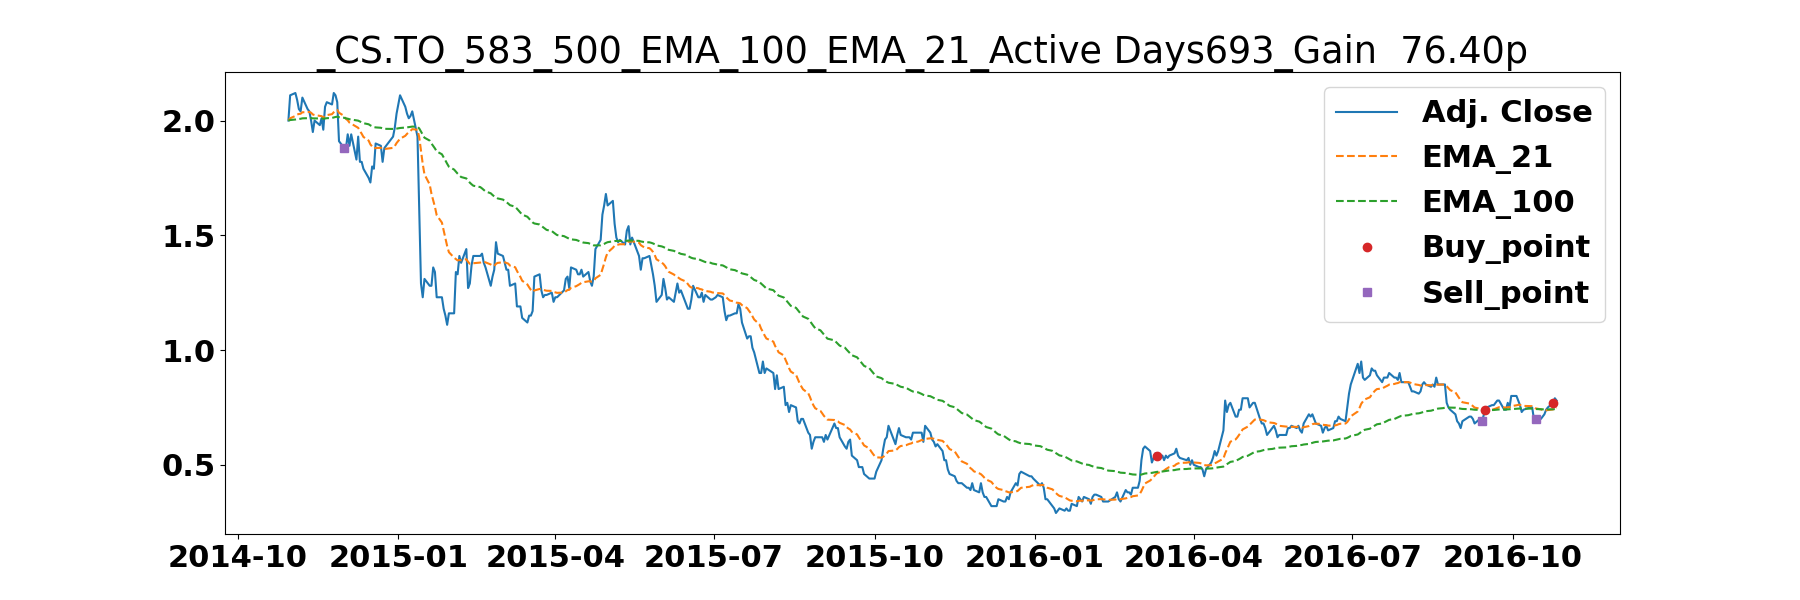 _CS.TO_583_500_EMA_100_EMA_21_Active Days693_Gain  76.40p
Adj. Close
EMA_21
EMA_100
Buy_point
Sell_point
2.0
1.5
1.0
0.5
2014-10 2015-01 2015-04 2015-07 2015-10 2016-01 2016-04 2016-07 2016-10